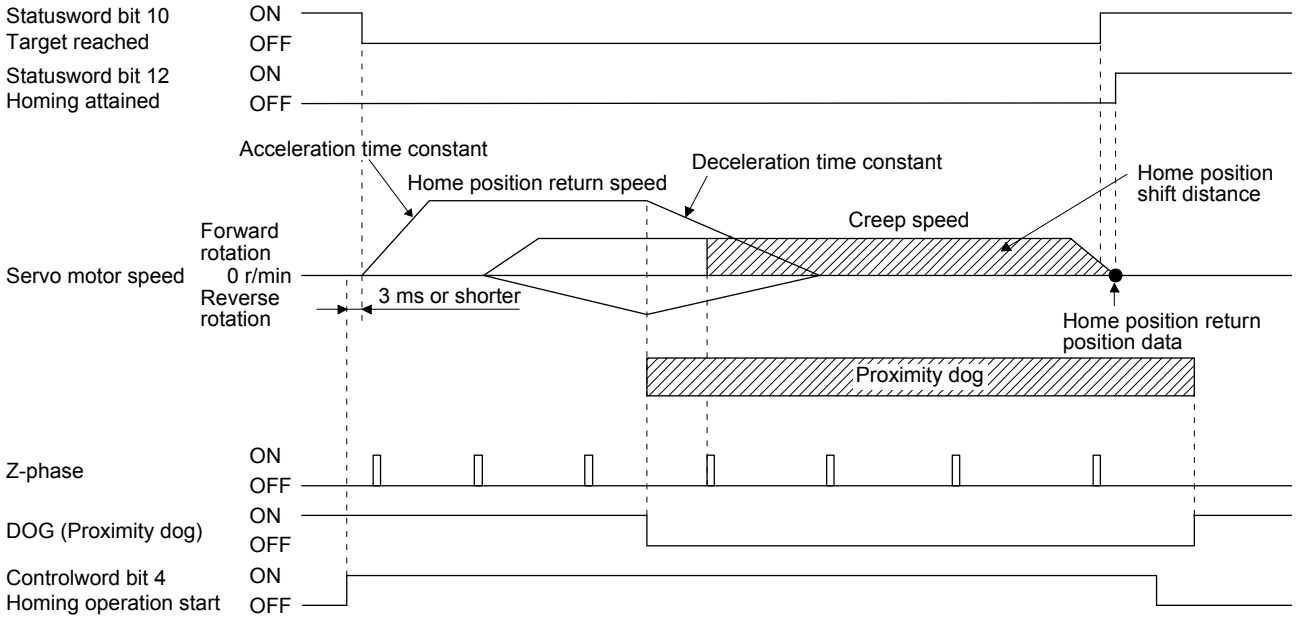 Statusword bit 10
Target reached
ON
OFF
Statusword bit 12
Homing attained
ON
OFF
Acceleration time constant
Home position return speed
Deceleration time constant
Home position
shift distance
Creep speed
Forward
rotation
Servo motor speed
0 r/min
Reverse
rotation
3 ms or shorter
Home position return
position data
Proximity dog
Z-phase
ON
OFF
DOG (Proximity dog)
ON
OFF
Controlword bit 4
Homing operation start
ON
OFF